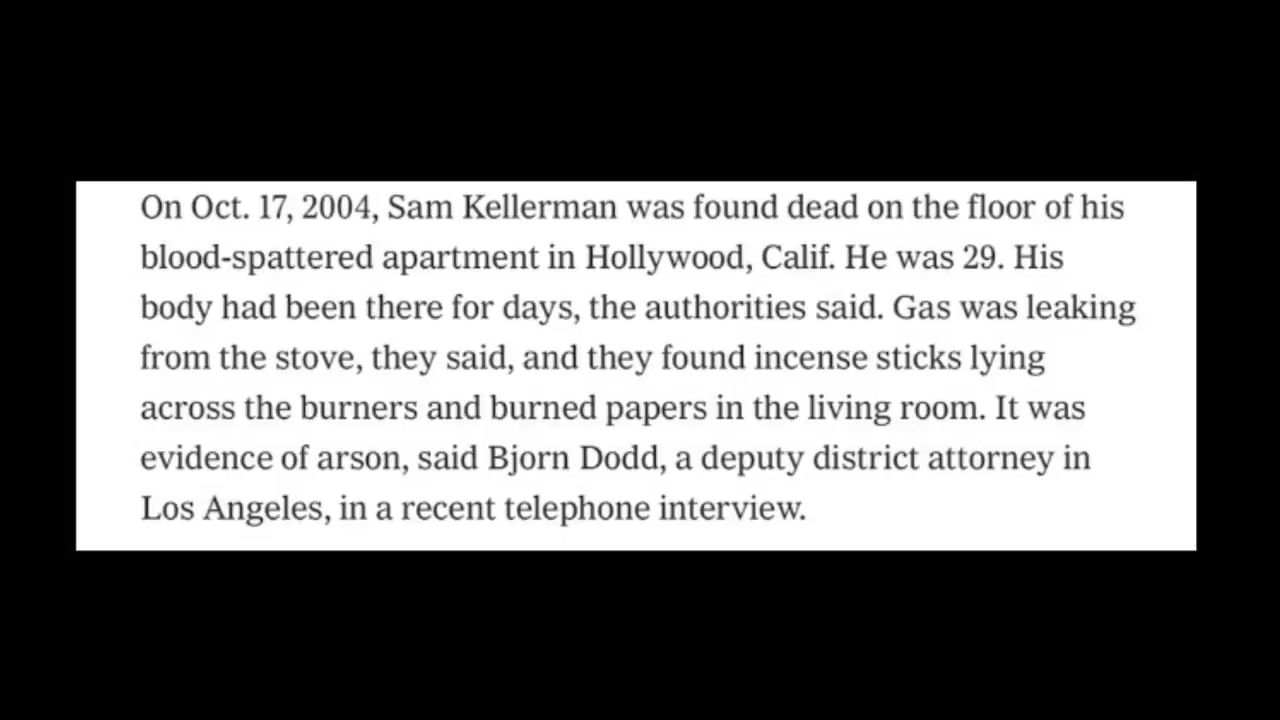 On Oct. 17, 2004, Sam Kellerman was found dead on the floor of his
blood-spattered apartment in Hollywood, Calif. He was 29. His
body had been there for days, the authorities said. Gas was leaking
from the stove, they said, and they found incense sticks lying
across the burners and burned papers in the living room. It was
evidence of arson, said Bjorn Dodd, a deputy district attorney in
Los Angeles, in a recent telephone interview.